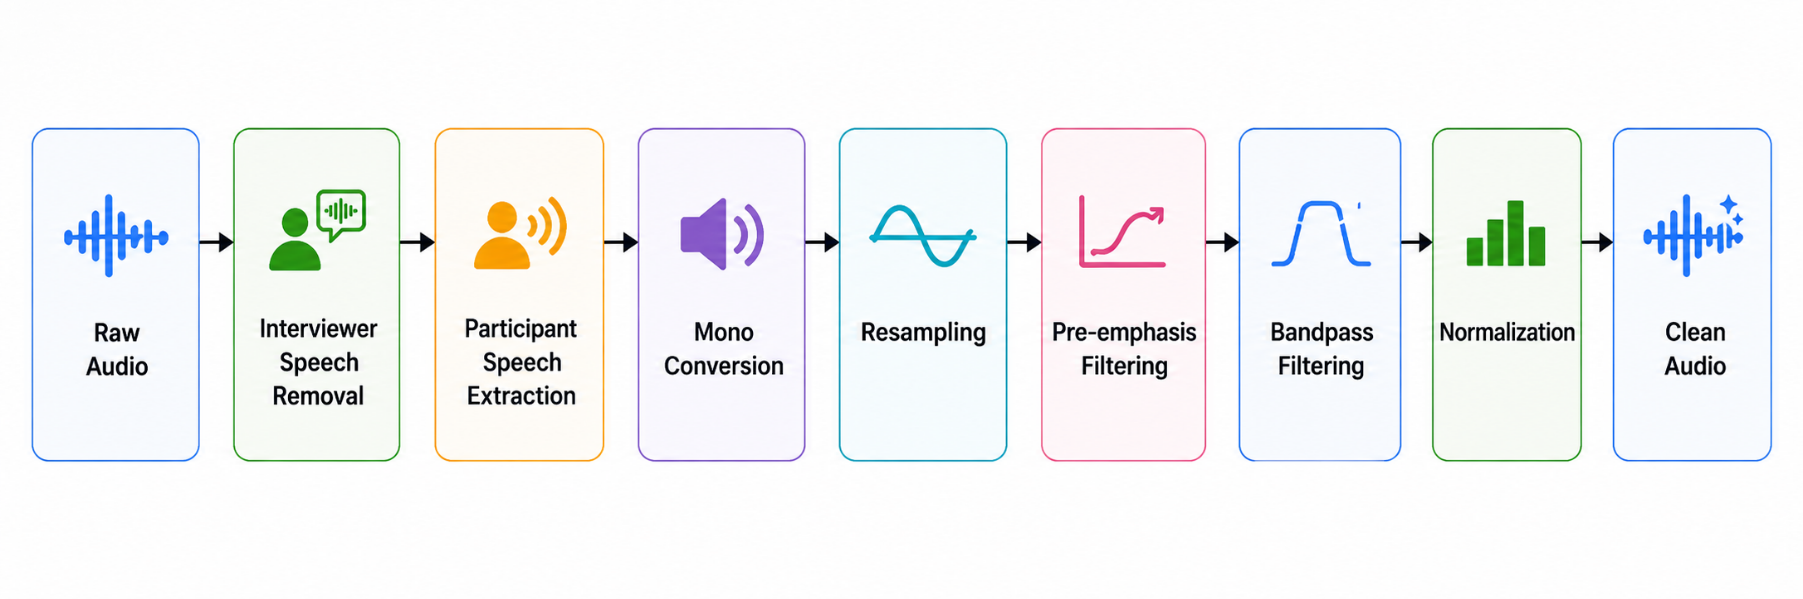 Raw
Audio
Interviewer
Speech
Removal
Participant
Speech
Extraction
Mono
Conversion
Resampling
Pre-emphasis
Filtering
Bandpass
Filtering
Normalization
Clean
Audio